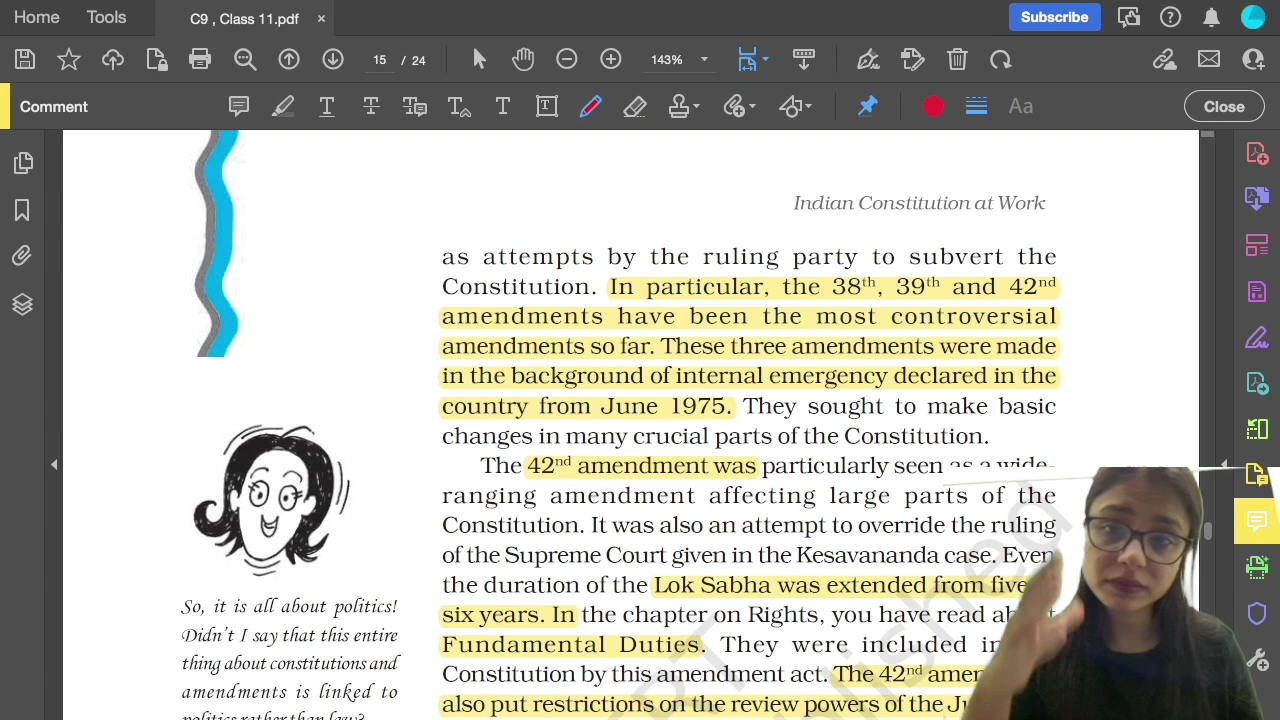 Home Tools C9 , Class 11.pdf × Subscribe
15 / 24 143%
Comment Aa Close
Indian Constitution at Work
as attempts by the ruling party to subvert the
Constitution. In particular, the 38th, 39th and 42nd
amendments have been the most controversial
amendments so far. These three amendments were made
in the background of internal emergency declared in the
country from June 1975. They sought to make basic
changes in many crucial parts of the Constitution.
The 42nd amendment was particularly seen as a wide-
ranging amendment affecting large parts of the
Constitution. It was also an attempt to override the ruling
of the Supreme Court given in the Kesavananda case. Even
the duration of the Lok Sabha was extended from five
six years. In the chapter on Rights, you have read
Fundamental Duties. They were included
Constitution by this amendment act. The 42nd
also put restrictions on the review powers of the
So, it is all about politics!
Didn't I say that this entire
thing about constitutions and
amendments is linked to
politics rather than law?